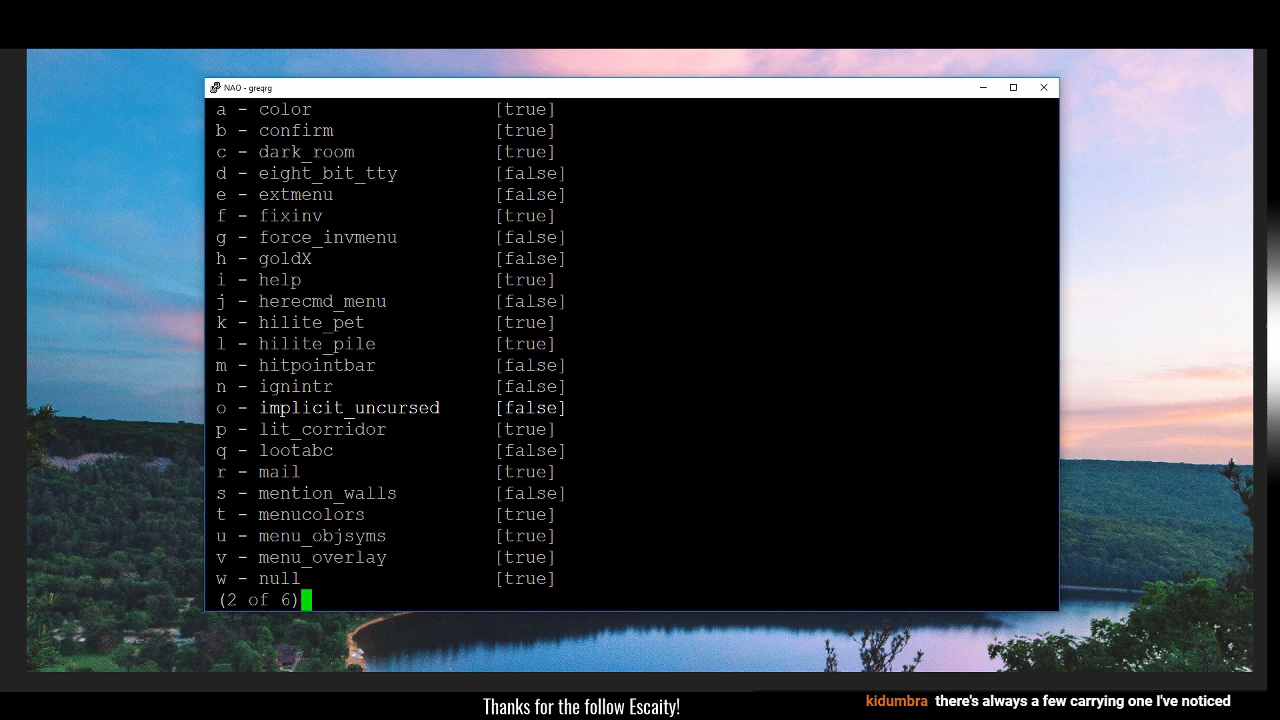 NAO - greqrg
a - color [true]
b - confirm [true]
c - dark_room [true]
d - eight_bit_tty [false]
e - extmenu [false]
f - fixinv [true]
g - force_invmenu [false]
h - goldX [false]
i - help [true]
j - herecmd_menu [false]
k - hilite_pet [true]
l - hilite_pile [true]
m - hitpointbar [false]
n - ignintr [false]
o - implicit_uncursed [false]
p - lit_corridor [true]
q - lootabc [false]
r - mail [true]
s - mention_walls [false]
t - menucolors [true]
u - menu_objsyms [true]
v - menu_overlay [true]
w - null [true]
(2 of 6)
Thanks for the follow Escaity!
kidumbra there's always a few carrying one I've noticed